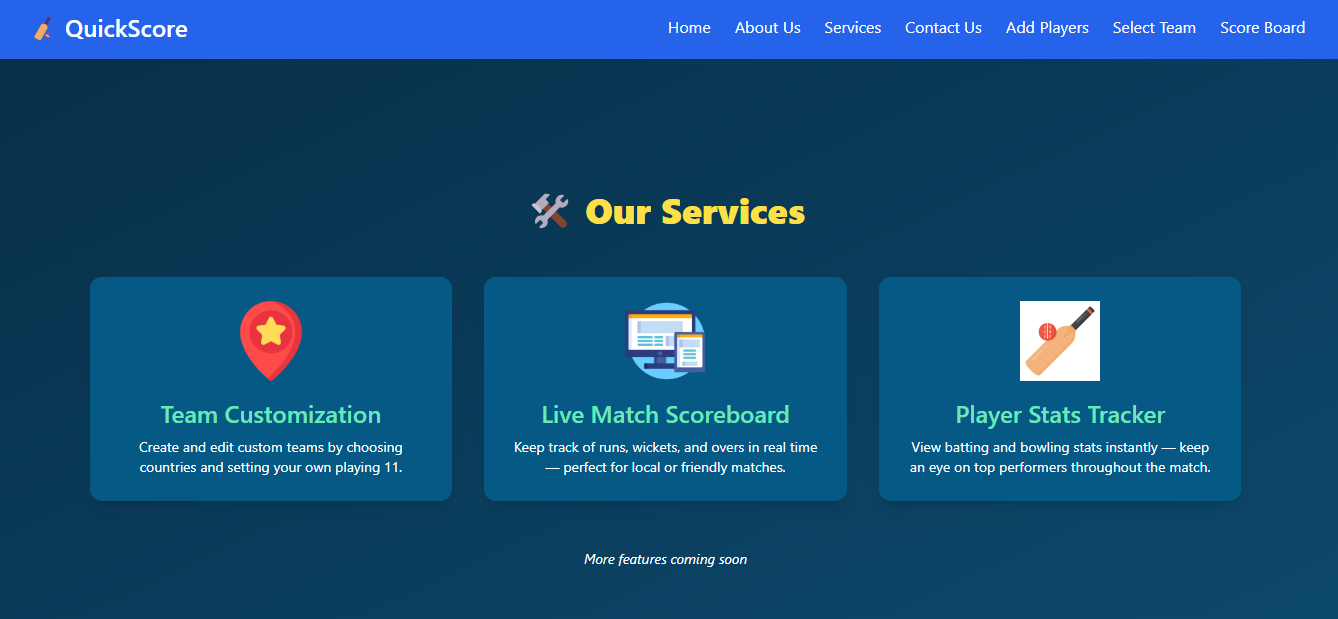 QuickScore
Home About Us Services Contact Us Add Players Select Team Score Board
Our Services
Team Customization
Create and edit custom teams by choosing
countries and setting your own playing 11.
Live Match Scoreboard
Keep track of runs, wickets, and overs in real time
— perfect for local or friendly matches.
Player Stats Tracker
View batting and bowling stats instantly — keep
an eye on top performers throughout the match.
More features coming soon